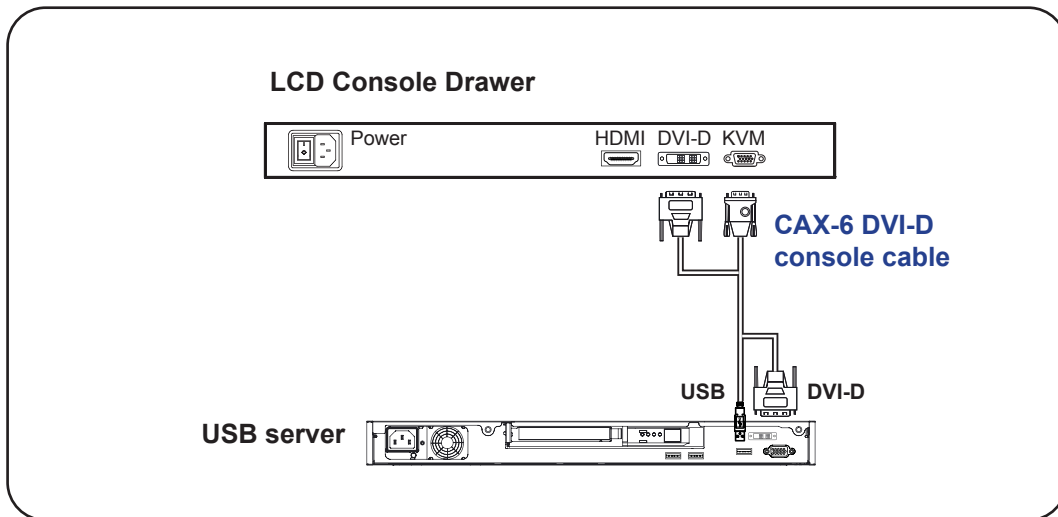 LCD Console Drawer
Power
HDMI DVI-D KVM
CAX-6 DVI-D
console cable
USB
DVI-D
USB server